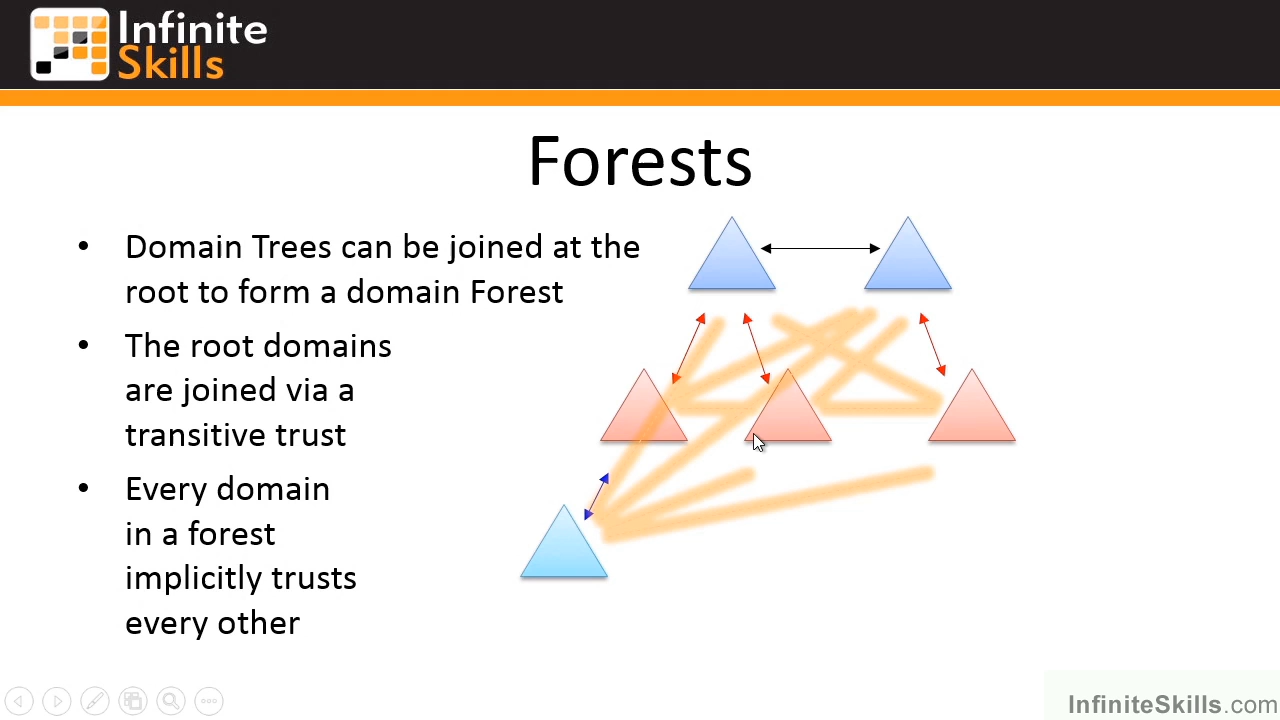 Infinite
Skills
Forests
• Domain Trees can be joined at the
root to form a domain Forest
• The root domains
are joined via a
transitive trust
• Every domain
in a forest
implicitly trusts
every other
InfiniteSkills.com